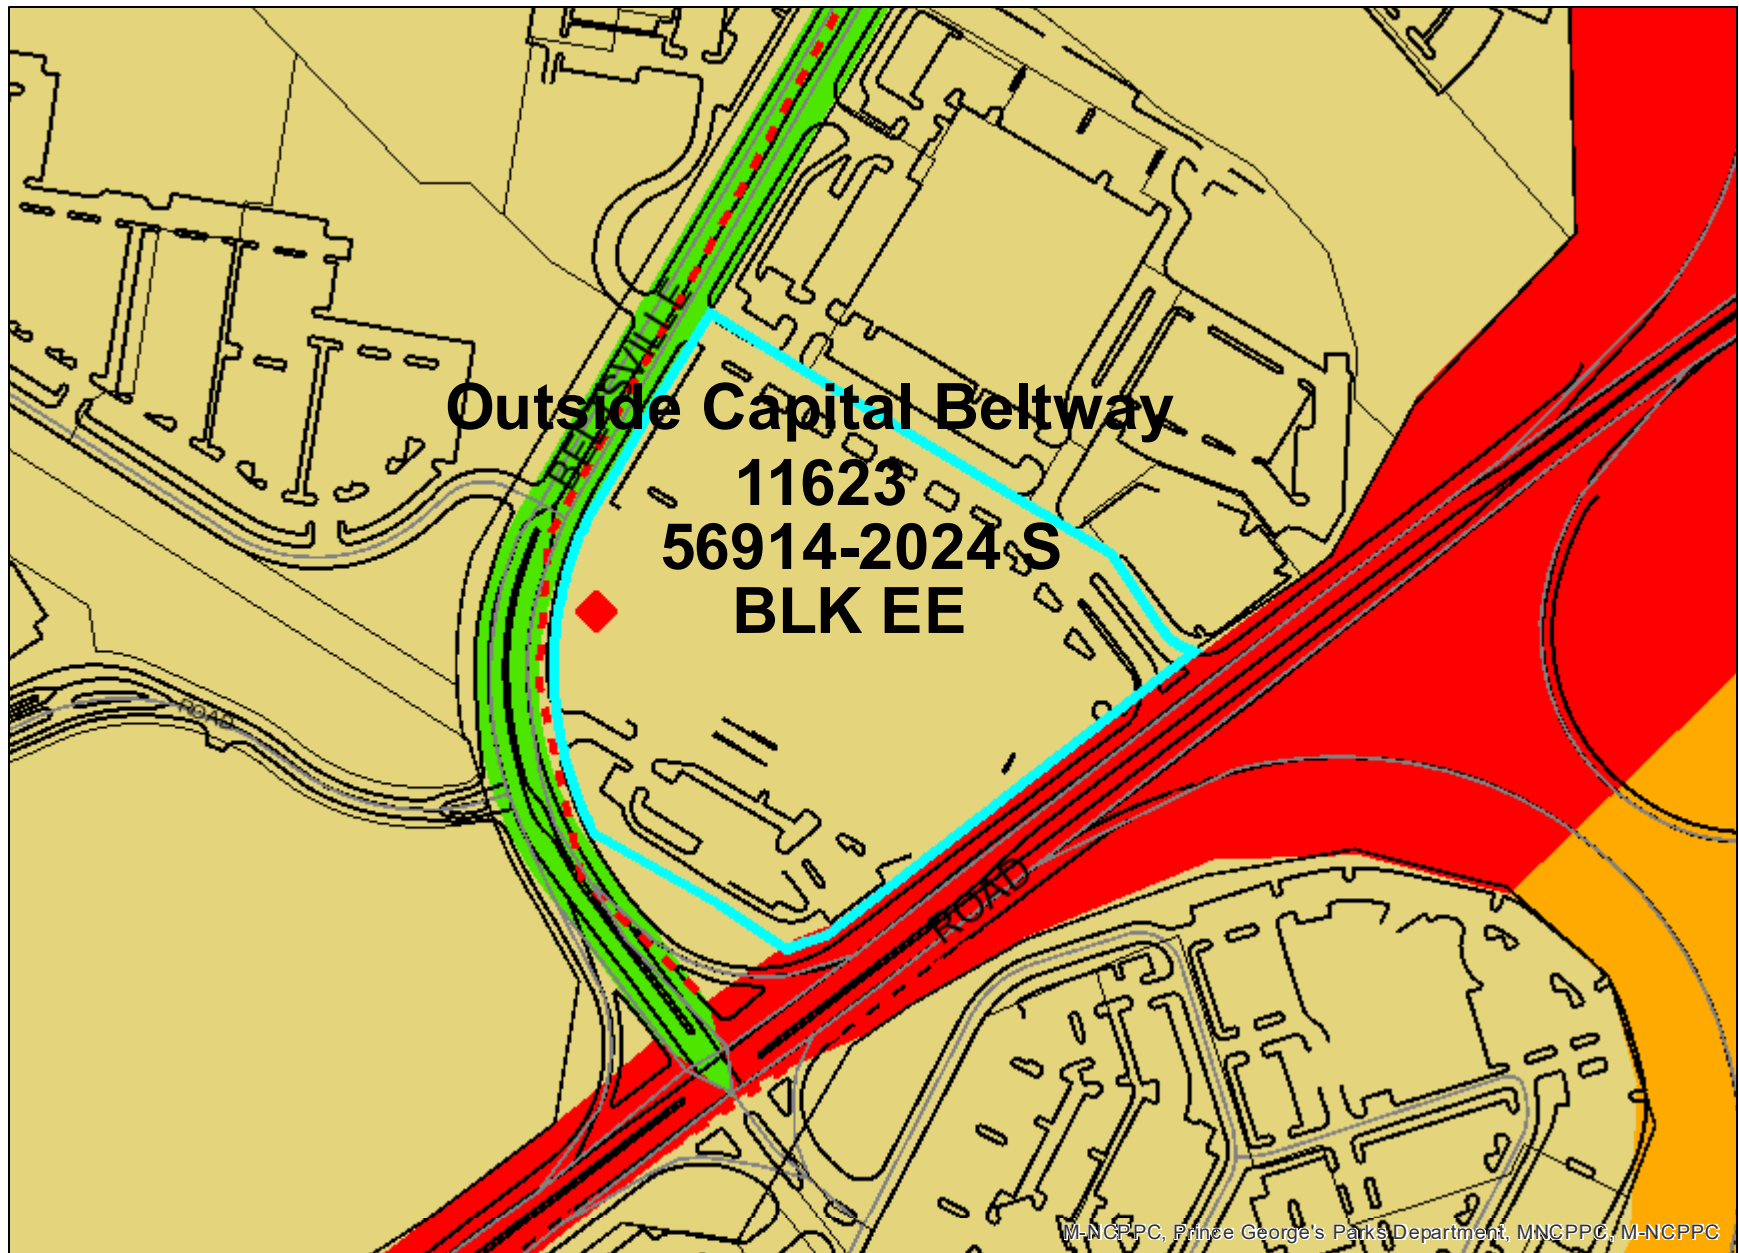 BELTSVILLE
Outside Capital Beltway
11623
56914-2024-S
BLK EE
ROAD
ROAD
M-NCPPC, Prince George's Parks Department, MNCPPC, M-NCPPC